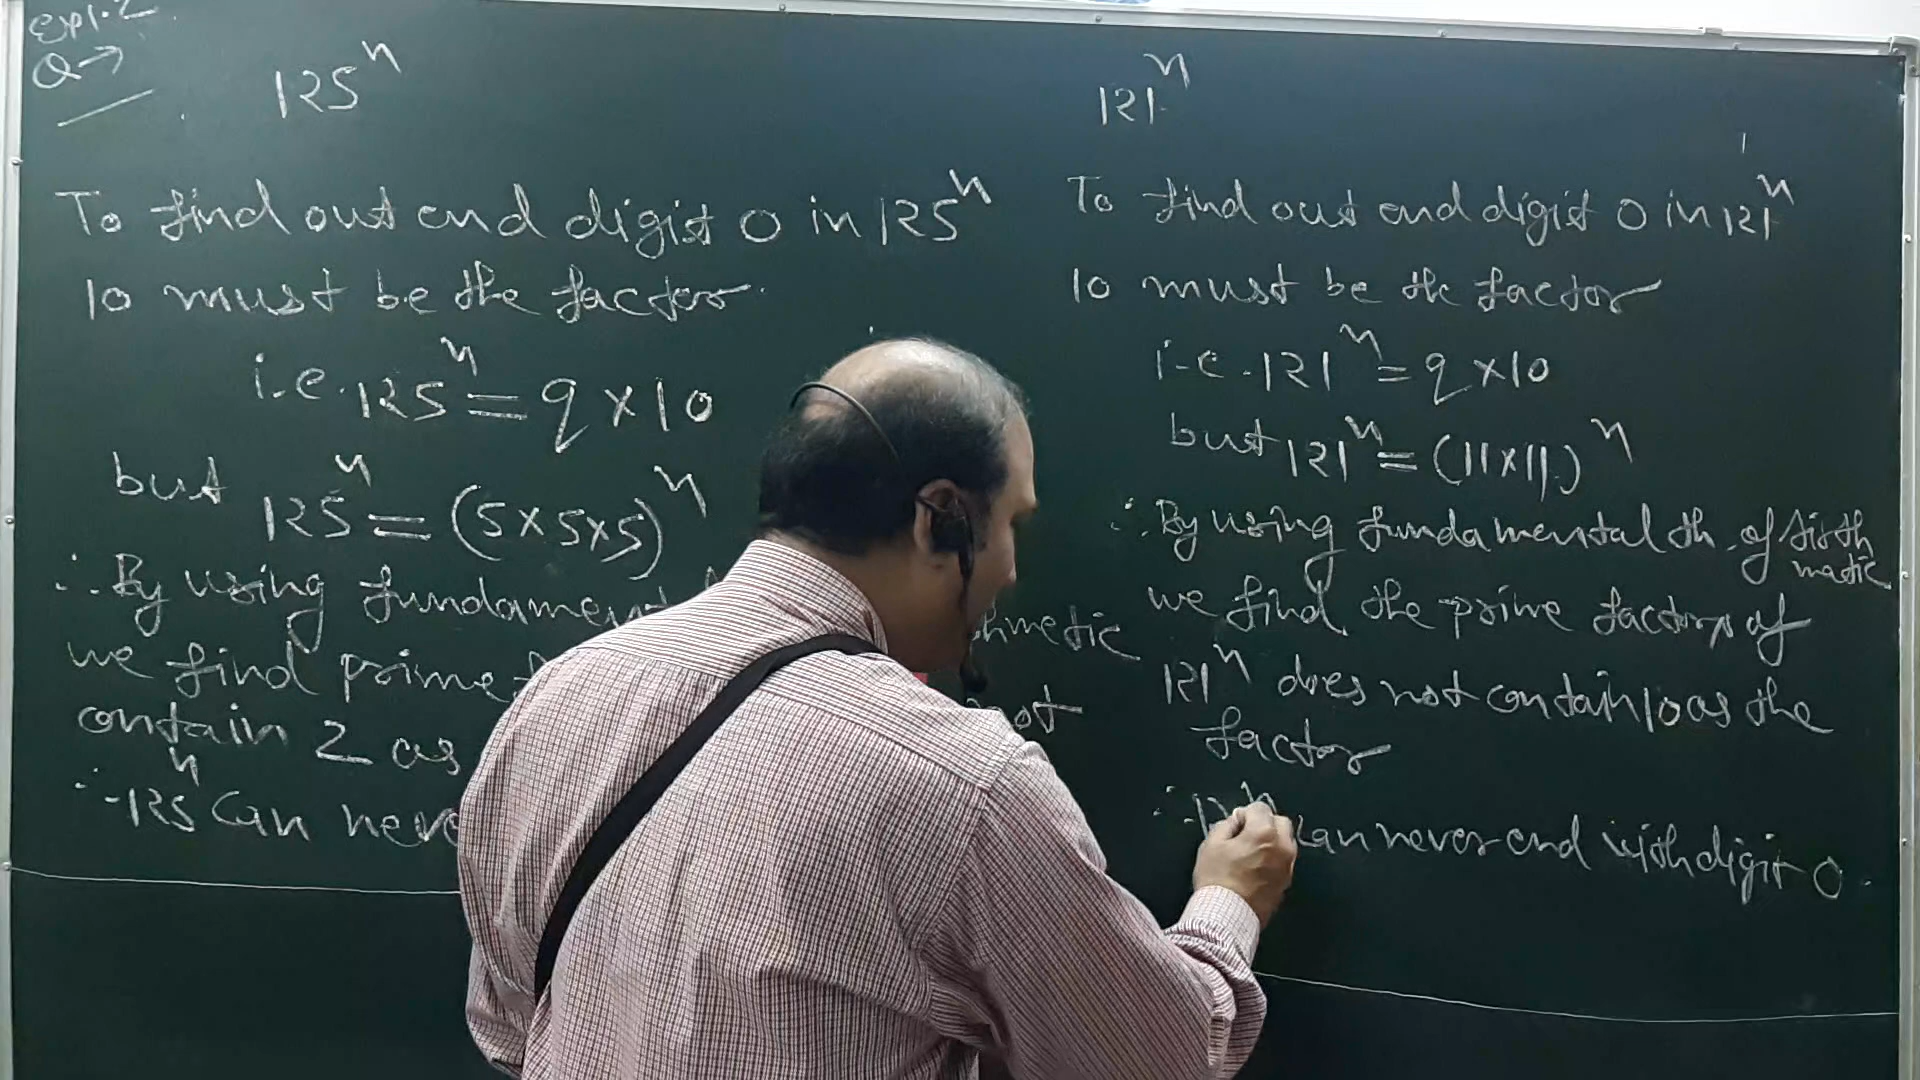 Expl. 2
Q→
125ⁿ
To find out end digit 0 in 125ⁿ
10 must be the factor.
i.e. 125ⁿ = q × 10
but 125ⁿ = (5×5×5)ⁿ
∴ By using hmetic
we find prime not
contain 2 as
∴ 125ⁿ can
121ⁿ
To find out end digit 0 in 121ⁿ
10 must be the factor
i.e. 121ⁿ = q × 10
but 121ⁿ = (11×11)ⁿ
∴ By using fundamental th. of
matic
we find the prime factors of
121ⁿ does not contain 10 as the
factor
∴ can never end with digit 0.